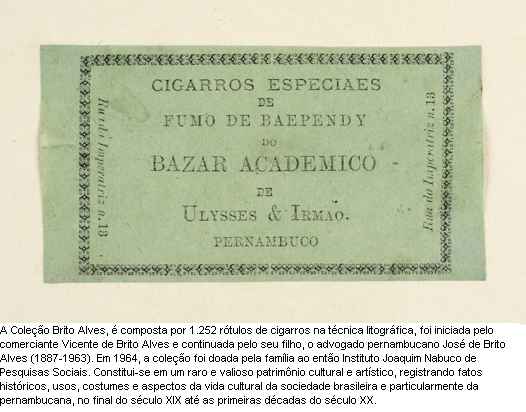 CIGARROS ESPECIAES
DE
FUMO DE BAEPENDY
DO
BAZAR ACADEMICO
DE
ULYSSES & IRMÃO.
PERNAMBUCO
Rua da Imperatriz n. 13
Rua da Imperatriz n. 13
A Coleção Brito Alves, é composta por 1.252 rótulos de cigarros na técnica litográfica, foi iniciada pelo
comerciante Vicente de Brito Alves e continuada pelo seu filho, o advogado pernambucano José de Brito
Alves (1887-1963). Em 1964, a coleção foi doada pela família ao então Instituto Joaquim Nabuco de
Pesquisas Sociais. Constitui-se em um raro e valioso patrimônio cultural e artístico, registrando fatos
históricos, usos, costumes e aspectos da vida cultural da sociedade brasileira e particularmente da
pernambucana, no final do século XIX até as primeiras décadas do século XX.